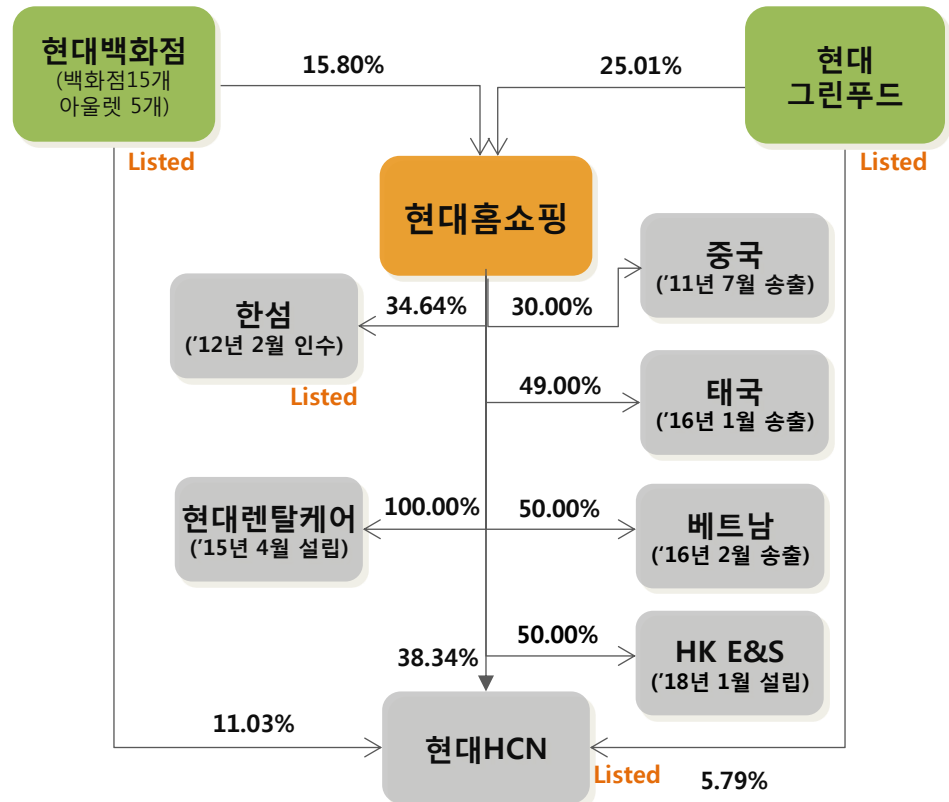 현대백화점
(백화점15개
아울렛 5개)
15.80%
25.01%
현대
그린푸드
Listed
Listed
현대홈쇼핑
중국
('11년 7월 송출)
34.64%
30.00%
한섬
('12년 2월 인수)
Listed
49.00%
태국
('16년 1월 송출)
현대렌탈케어
('15년 4월 설립)
100.00%
50.00%
베트남
('16년 2월 송출)
50.00%
HK E&S
('18년 1월 설립)
38.34%
11.03%
현대HCN
Listed
5.79%